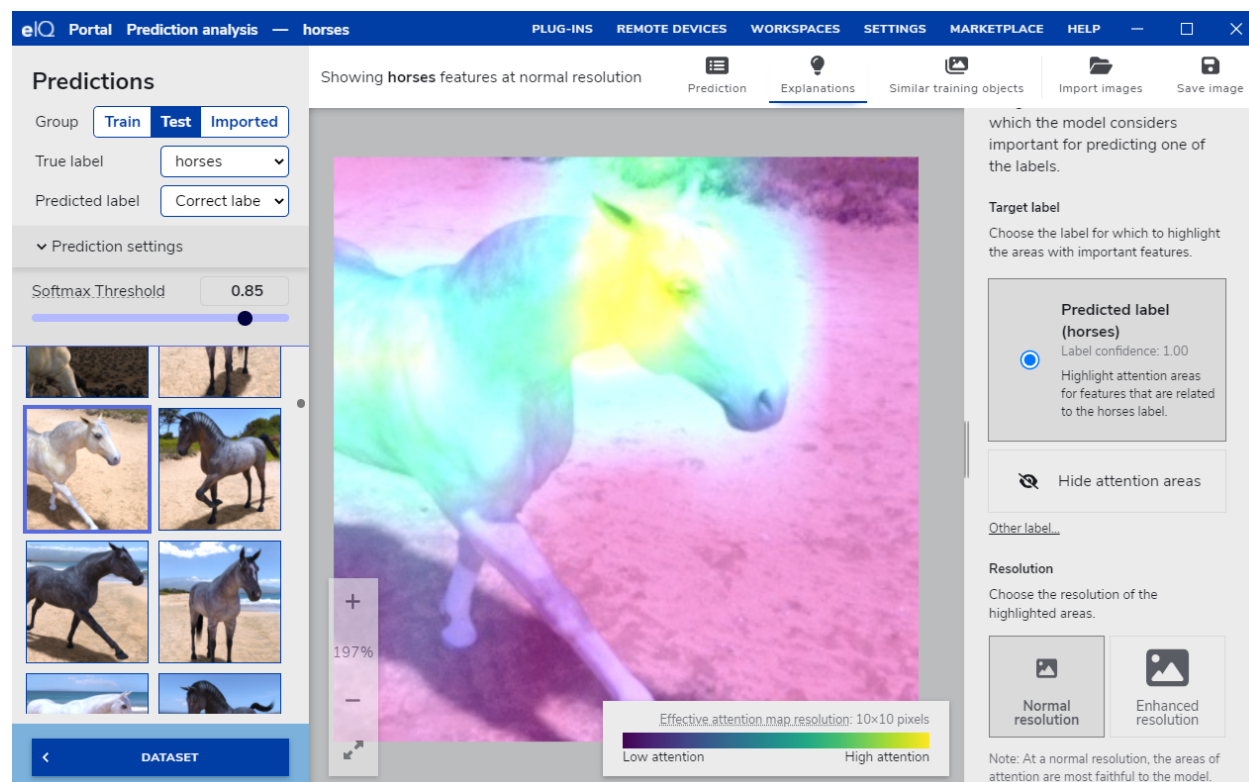 eIQ Portal Prediction analysis — horses PLUG-INS REMOTE DEVICES WORKSPACES SETTINGS MARKETPLACE HELP
Predictions
Group Train Test Imported
True label horses
Predicted label Correct labe
Prediction settings
Softmax Threshold 0.85
DATASET
Showing horses features at normal resolution
Prediction Explanations Similar training objects Import images Save image
197%
Effective attention map resolution: 10×10 pixels
Low attention High attention
which the model considers
important for predicting one of
the labels.
Target label
Choose the label for which to highlight
the areas with important features.
Predicted label
(horses)
Label confidence: 1.00
Highlight attention areas
for features that are related
to the horses label.
Hide attention areas
Other label...
Resolution
Choose the resolution of the
highlighted areas.
Normal
resolution
Enhanced
resolution
Note: At a normal resolution, the areas of
attention are most faithful to the model.